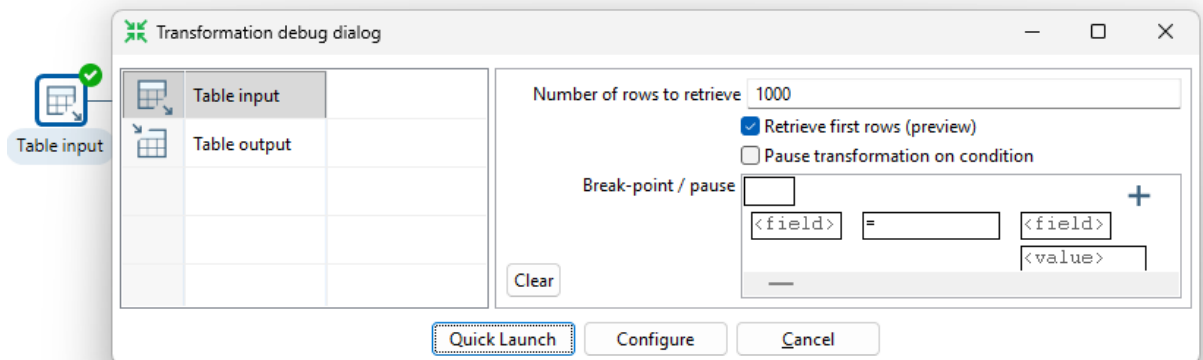 Transformation debug dialog
Table input
Table input
Table output
Number of rows to retrieve 1000
Retrieve first rows (preview)
Pause transformation on condition
Break-point / pause
<field> = <field>
<value>
Clear
Quick Launch Configure Cancel